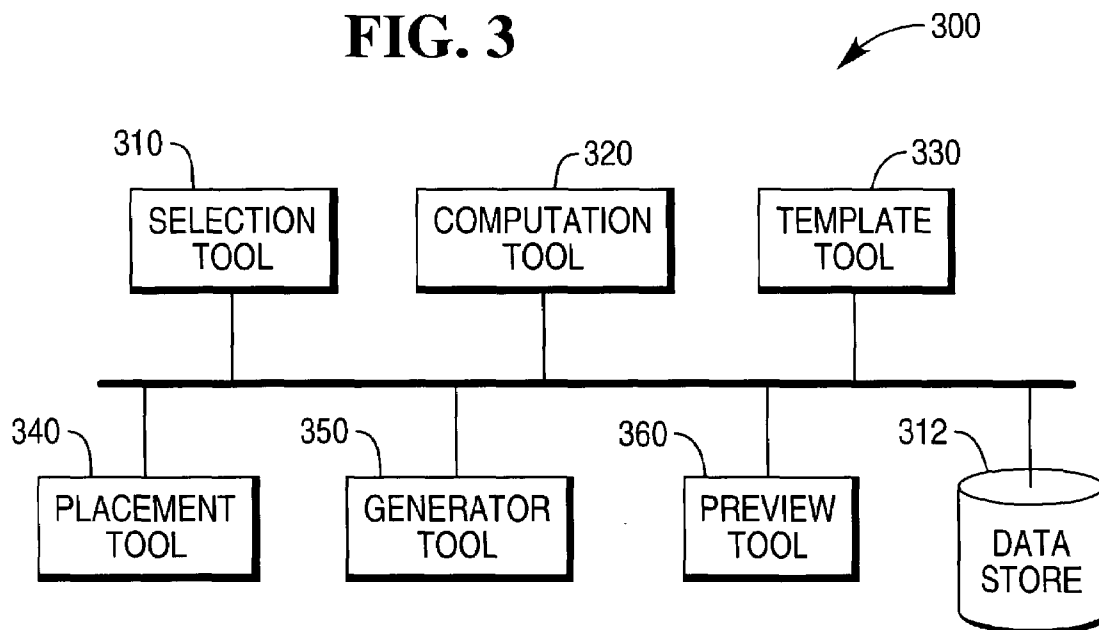 FIG. 3
300
310
320
330
SELECTION
TOOL
COMPUTATION
TOOL
TEMPLATE
TOOL
340
350
360
312
PLACEMENT
TOOL
GENERATOR
TOOL
PREVIEW
TOOL
DATA
STORE